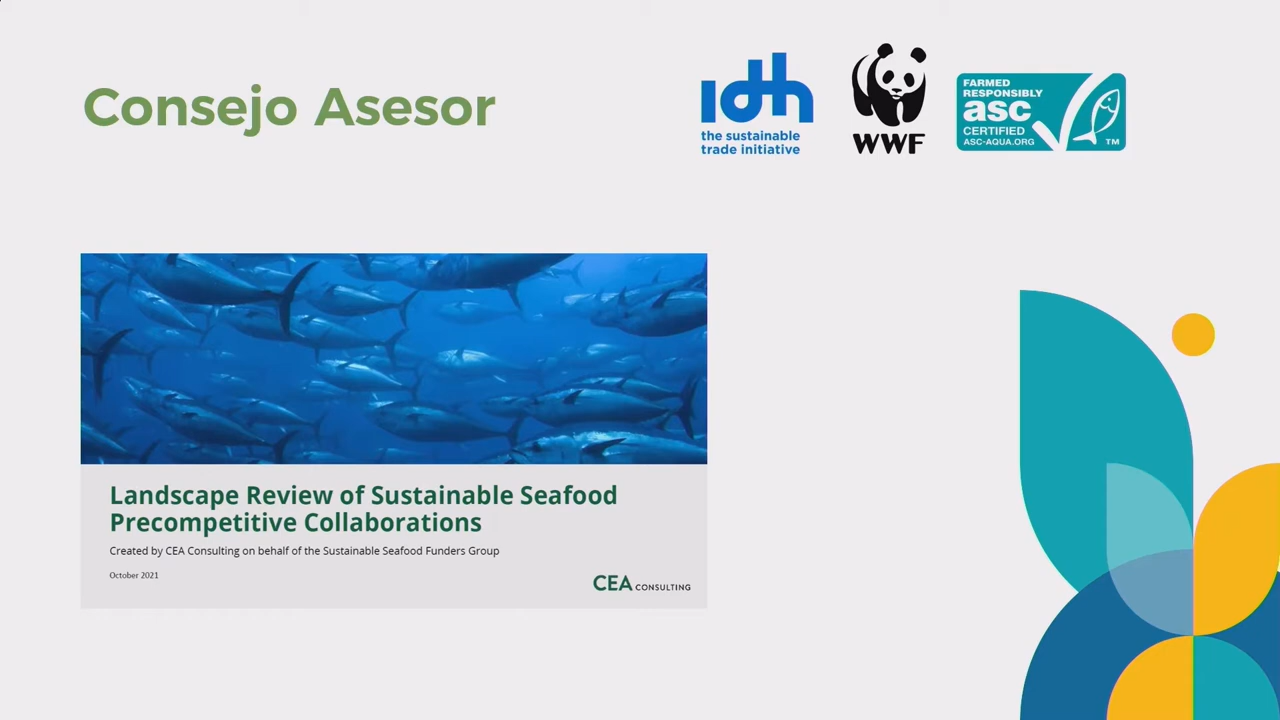 Consejo Asesor
idh
the sustainable
trade initiative
WWF
FARMED
RESPONSIBLY
asc
CERTIFIED
ASC-AQUA.ORG
TM
Landscape Review of Sustainable Seafood
Precompetitive Collaborations
Created by CEA Consulting on behalf of the Sustainable Seafood Funders Group
October 2021
CEA CONSULTING